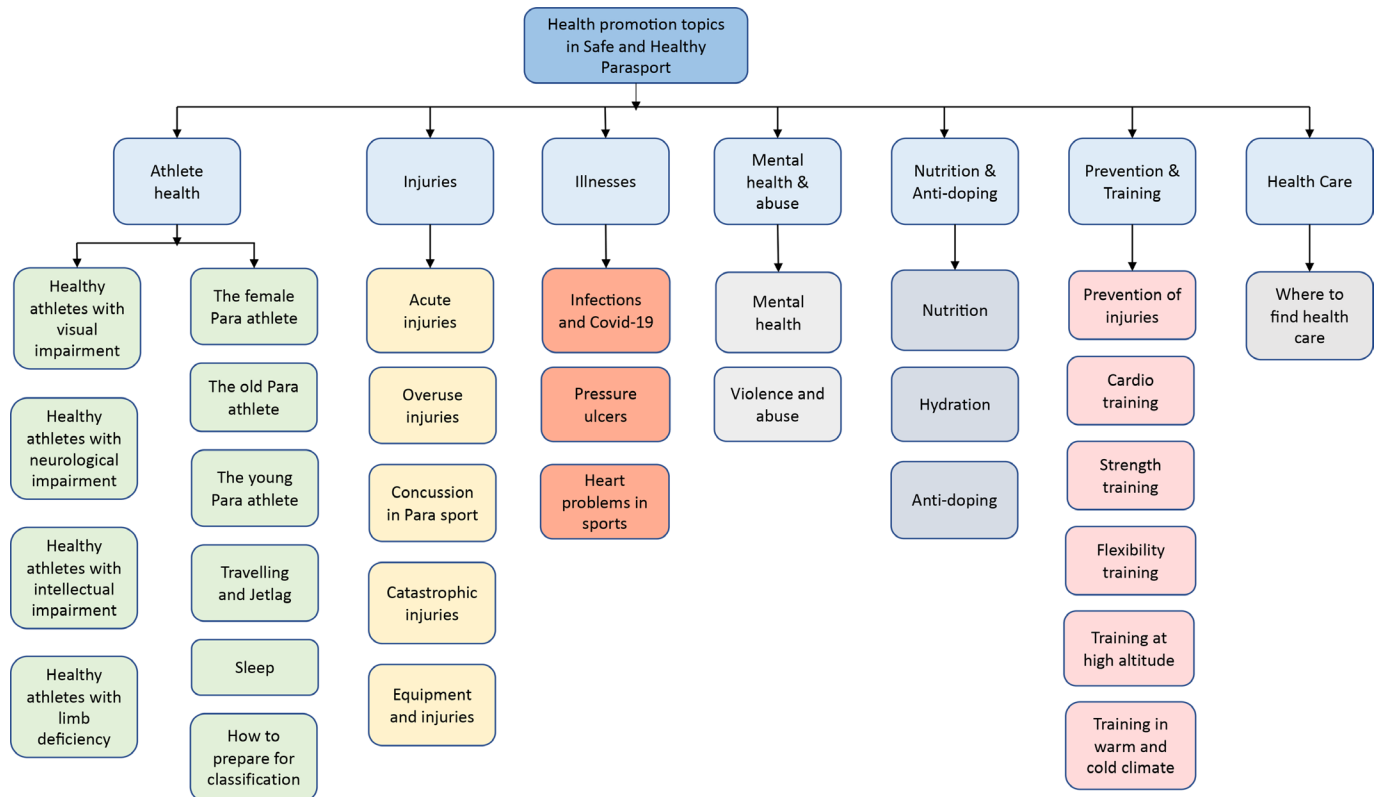 Health promotion topics
in Safe and Healthy
Parasport
Athlete
health
Injuries
Illnesses
Mental
health &
abuse
Nutrition &
Anti-doping
Prevention &
Training
Health Care
Healthy
athletes with
visual
impairment
Healthy
athletes with
neurological
impairment
Healthy
athletes with
intellectual
impairment
Healthy
athletes with
limb
deficiency
The female
Para athlete
The old Para
athlete
The young
Para athlete
Travelling
and Jetlag
Sleep
How to
prepare for
classification
Acute
injuries
Overuse
injuries
Concussion
in Para sport
Catastrophic
injuries
Equipment
and injuries
Infections
and Covid-19
Pressure
ulcers
Heart
problems in
sports
Mental
health
Violence and
abuse
Nutrition
Hydration
Anti-doping
Prevention of
injuries
Cardio
training
Strength
training
Flexibility
training
Training at
high altitude
Training in
warm and
cold climate
Where to
find health
care